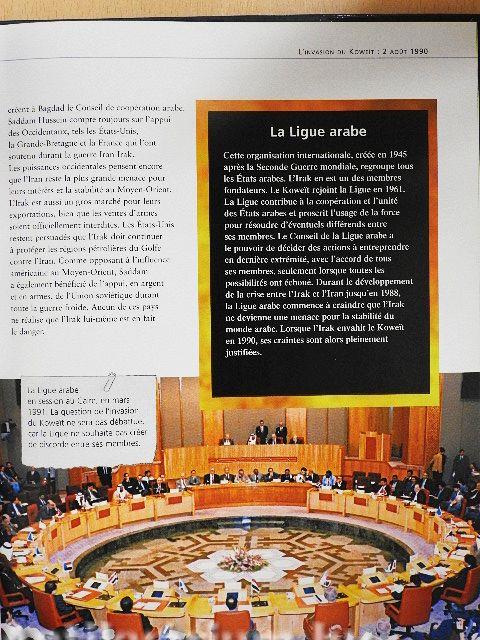 L'INVASION DU KOWEÏT : 2 AOÛT 1990
créent à Bagdad le Conseil de coopération arabe.
Saddam Hussein compte toujours sur l'appui
des Occidentaux, tels les États-Unis,
la Grande-Bretagne et la France qui l'ont
soutenu durant la guerre Iran-Irak.
Les puissances occidentales pensent encore
que l'Iran reste la plus grande menace pour
leurs intérêts et la stabilité au Moyen-Orient.
L'Irak est aussi un gros marché pour leurs
exportations, bien que les ventes d'armes
soient officiellement interdites. Les États-Unis
restent persuadés que l'Irak doit continuer
à protéger les régions pétrolières du Golfe
contre l'Iran. Comme opposant à l'influence
américaine au Moyen-Orient, Saddam
a également bénéficié de l'appui, en argent
et en armes, de l'Union soviétique durant
toute la guerre froide. Aucun de ces pays
ne réalise que l'Irak lui-même est en fait
le danger.
La Ligue arabe
Cette organisation internationale, créée en 1945
après la Seconde Guerre mondiale, regroupe tous
les États arabes. L'Irak en est un des membres
fondateurs. Le Koweït rejoint la Ligue en 1961.
La Ligue contribue à la coopération et l'unité
des États arabes et proscrit l'usage de la force
pour résoudre d'éventuels différends entre
ses membres. Le Conseil de la Ligue arabe a
le pouvoir de décider des actions à entreprendre
en dernière extrémité, avec l'accord de tous
ses membres, seulement lorsque toutes les
possibilités ont échoué. Durant le développement
de la crise entre l'Irak et l'Iran jusqu'en 1988,
la Ligue arabe commence à craindre que l'Irak
ne devienne une menace pour la stabilité du
monde arabe. Lorsque l'Irak envahit le Koweït
en 1990, ses craintes sont alors pleinement
justifiées.
La Ligue arabe
en session au Caire, en mars
1991. La question de l'invasion
du Koweït ne sera pas débattue,
car la Ligue ne souhaite pas créer
de discorde entre ses membres.